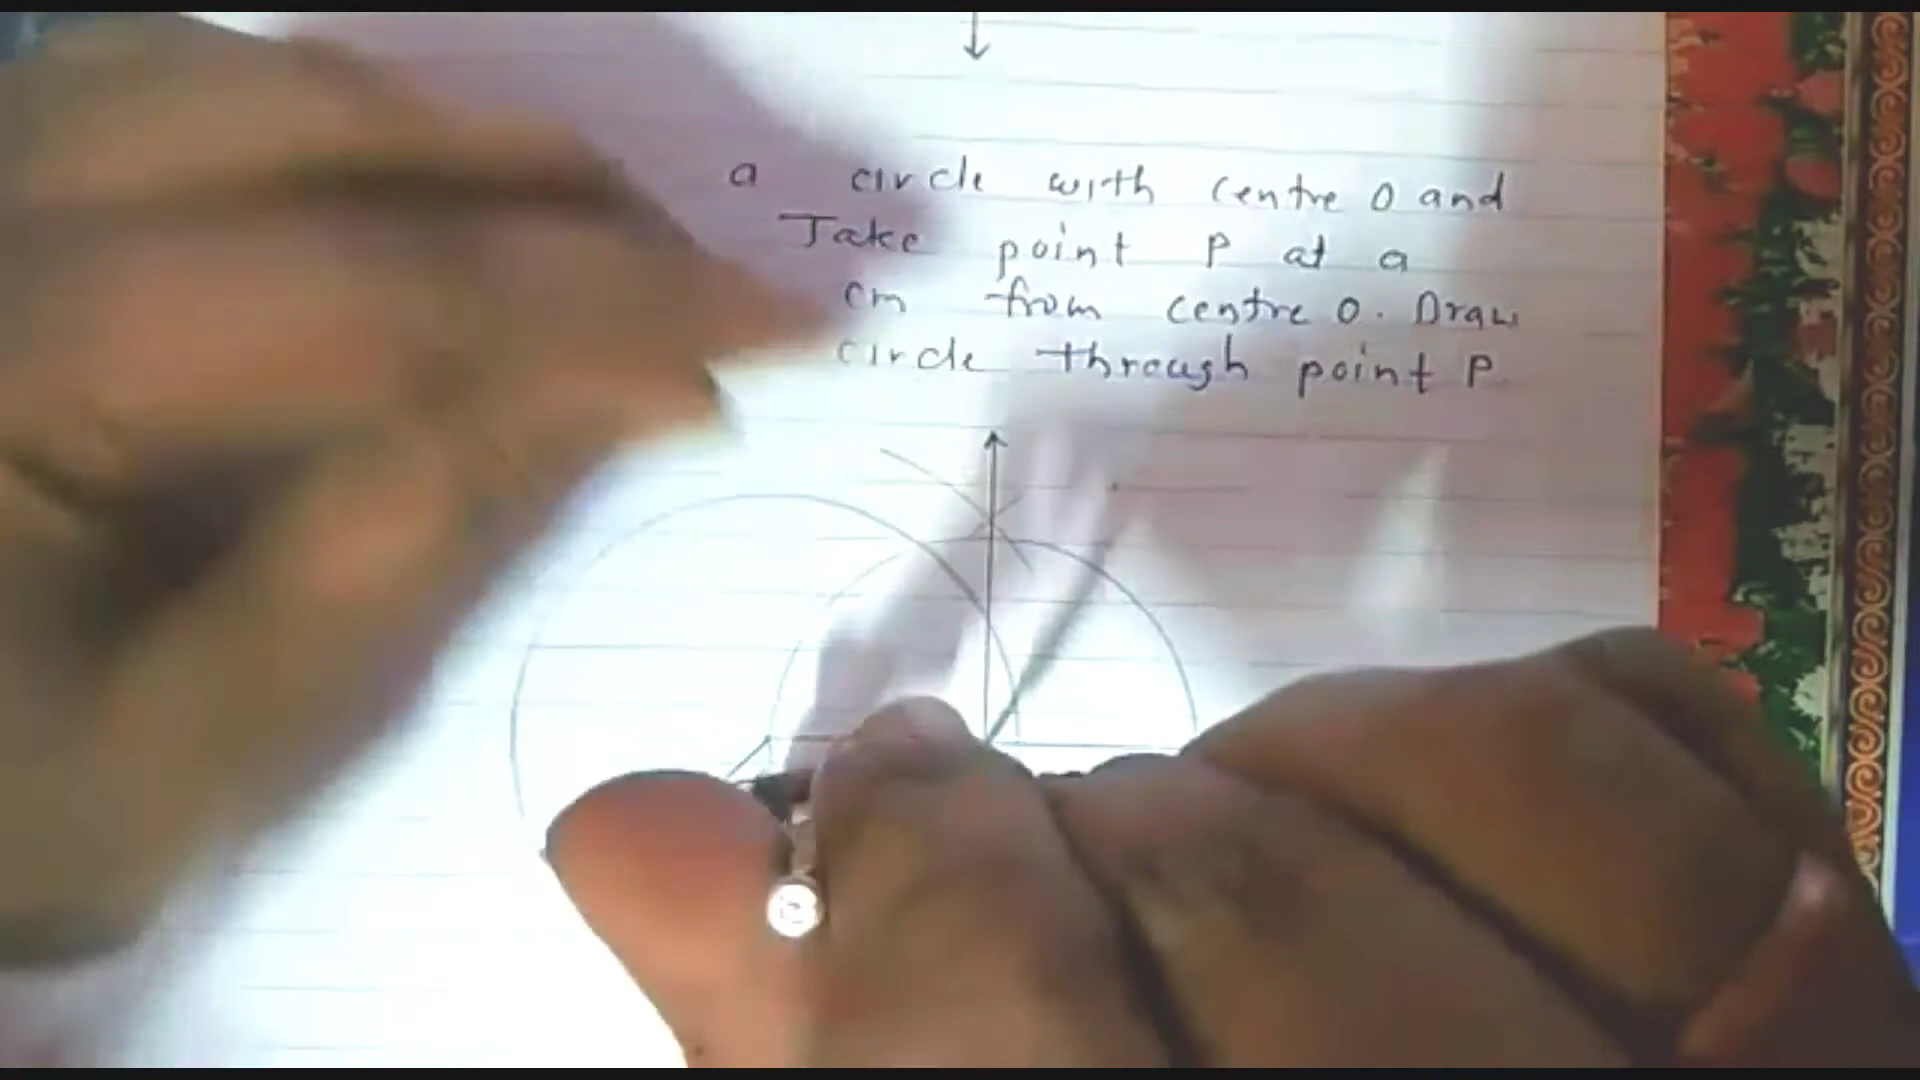 a circle with centre O and
Take point P at a
cm from centre O. Draw
circle through point P